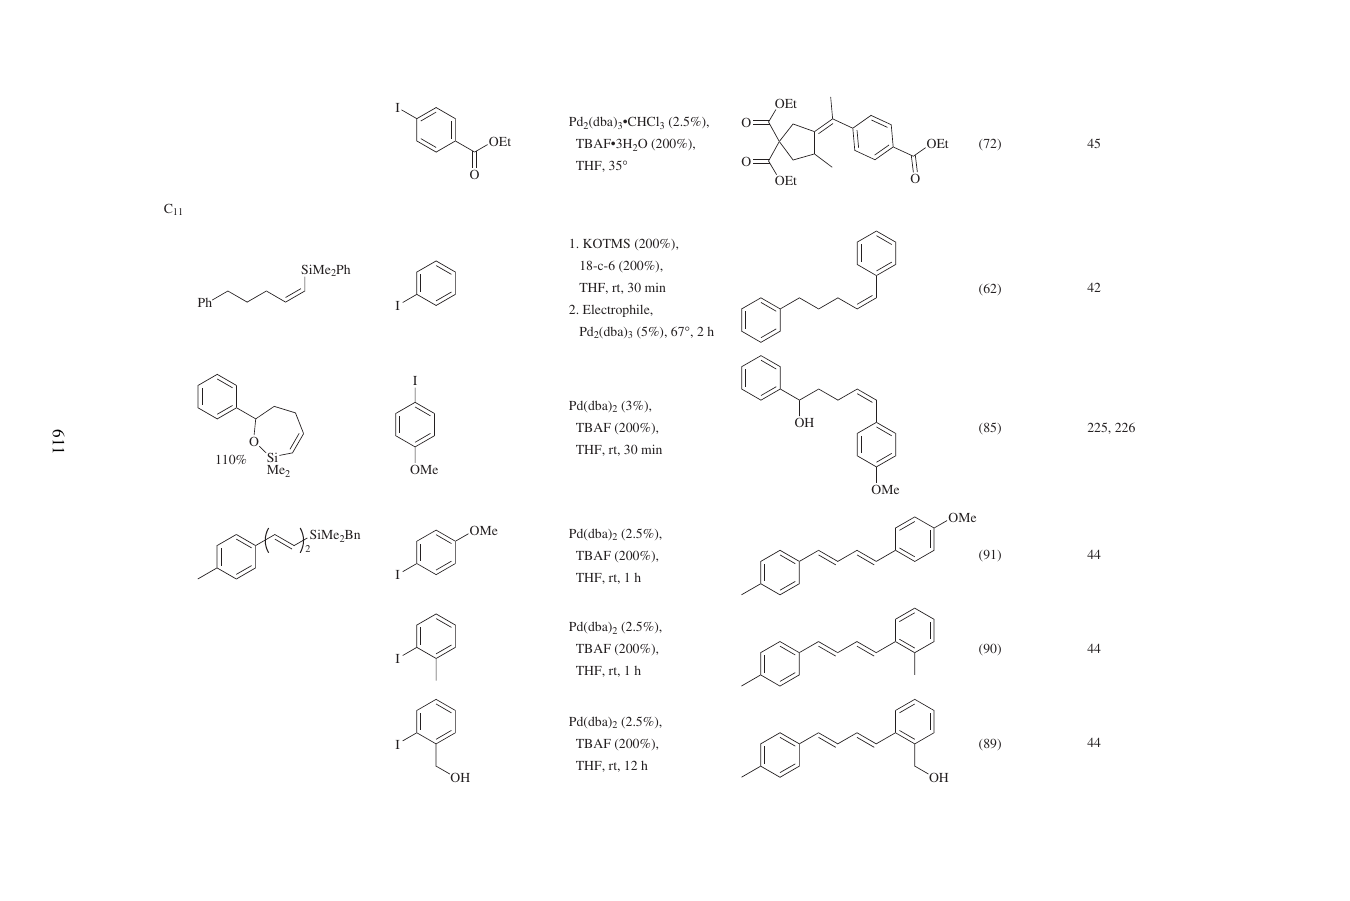 I
OEt
O
Pd2(dba)3•CHCl3 (2.5%),
TBAF•3H2O (200%),
THF, 35°
OEt
O
O
OEt
OEt
O
(72)
45
C11
Ph
SiMe2Ph
I
1. KOTMS (200%),
18-c-6 (200%),
THF, rt, 30 min
2. Electrophile,
Pd2(dba)3 (5%), 67°, 2 h
(62)
42
O
Si
Me2
110%
I
OMe
Pd(dba)2 (3%),
TBAF (200%),
THF, rt, 30 min
OH
OMe
(85)
225, 226
611
( )2
SiMe2Bn
I
OMe
Pd(dba)2 (2.5%),
TBAF (200%),
THF, rt, 1 h
OMe
(91)
44
I
Pd(dba)2 (2.5%),
TBAF (200%),
THF, rt, 1 h
(90)
44
I
OH
Pd(dba)2 (2.5%),
TBAF (200%),
THF, rt, 12 h
OH
(89)
44